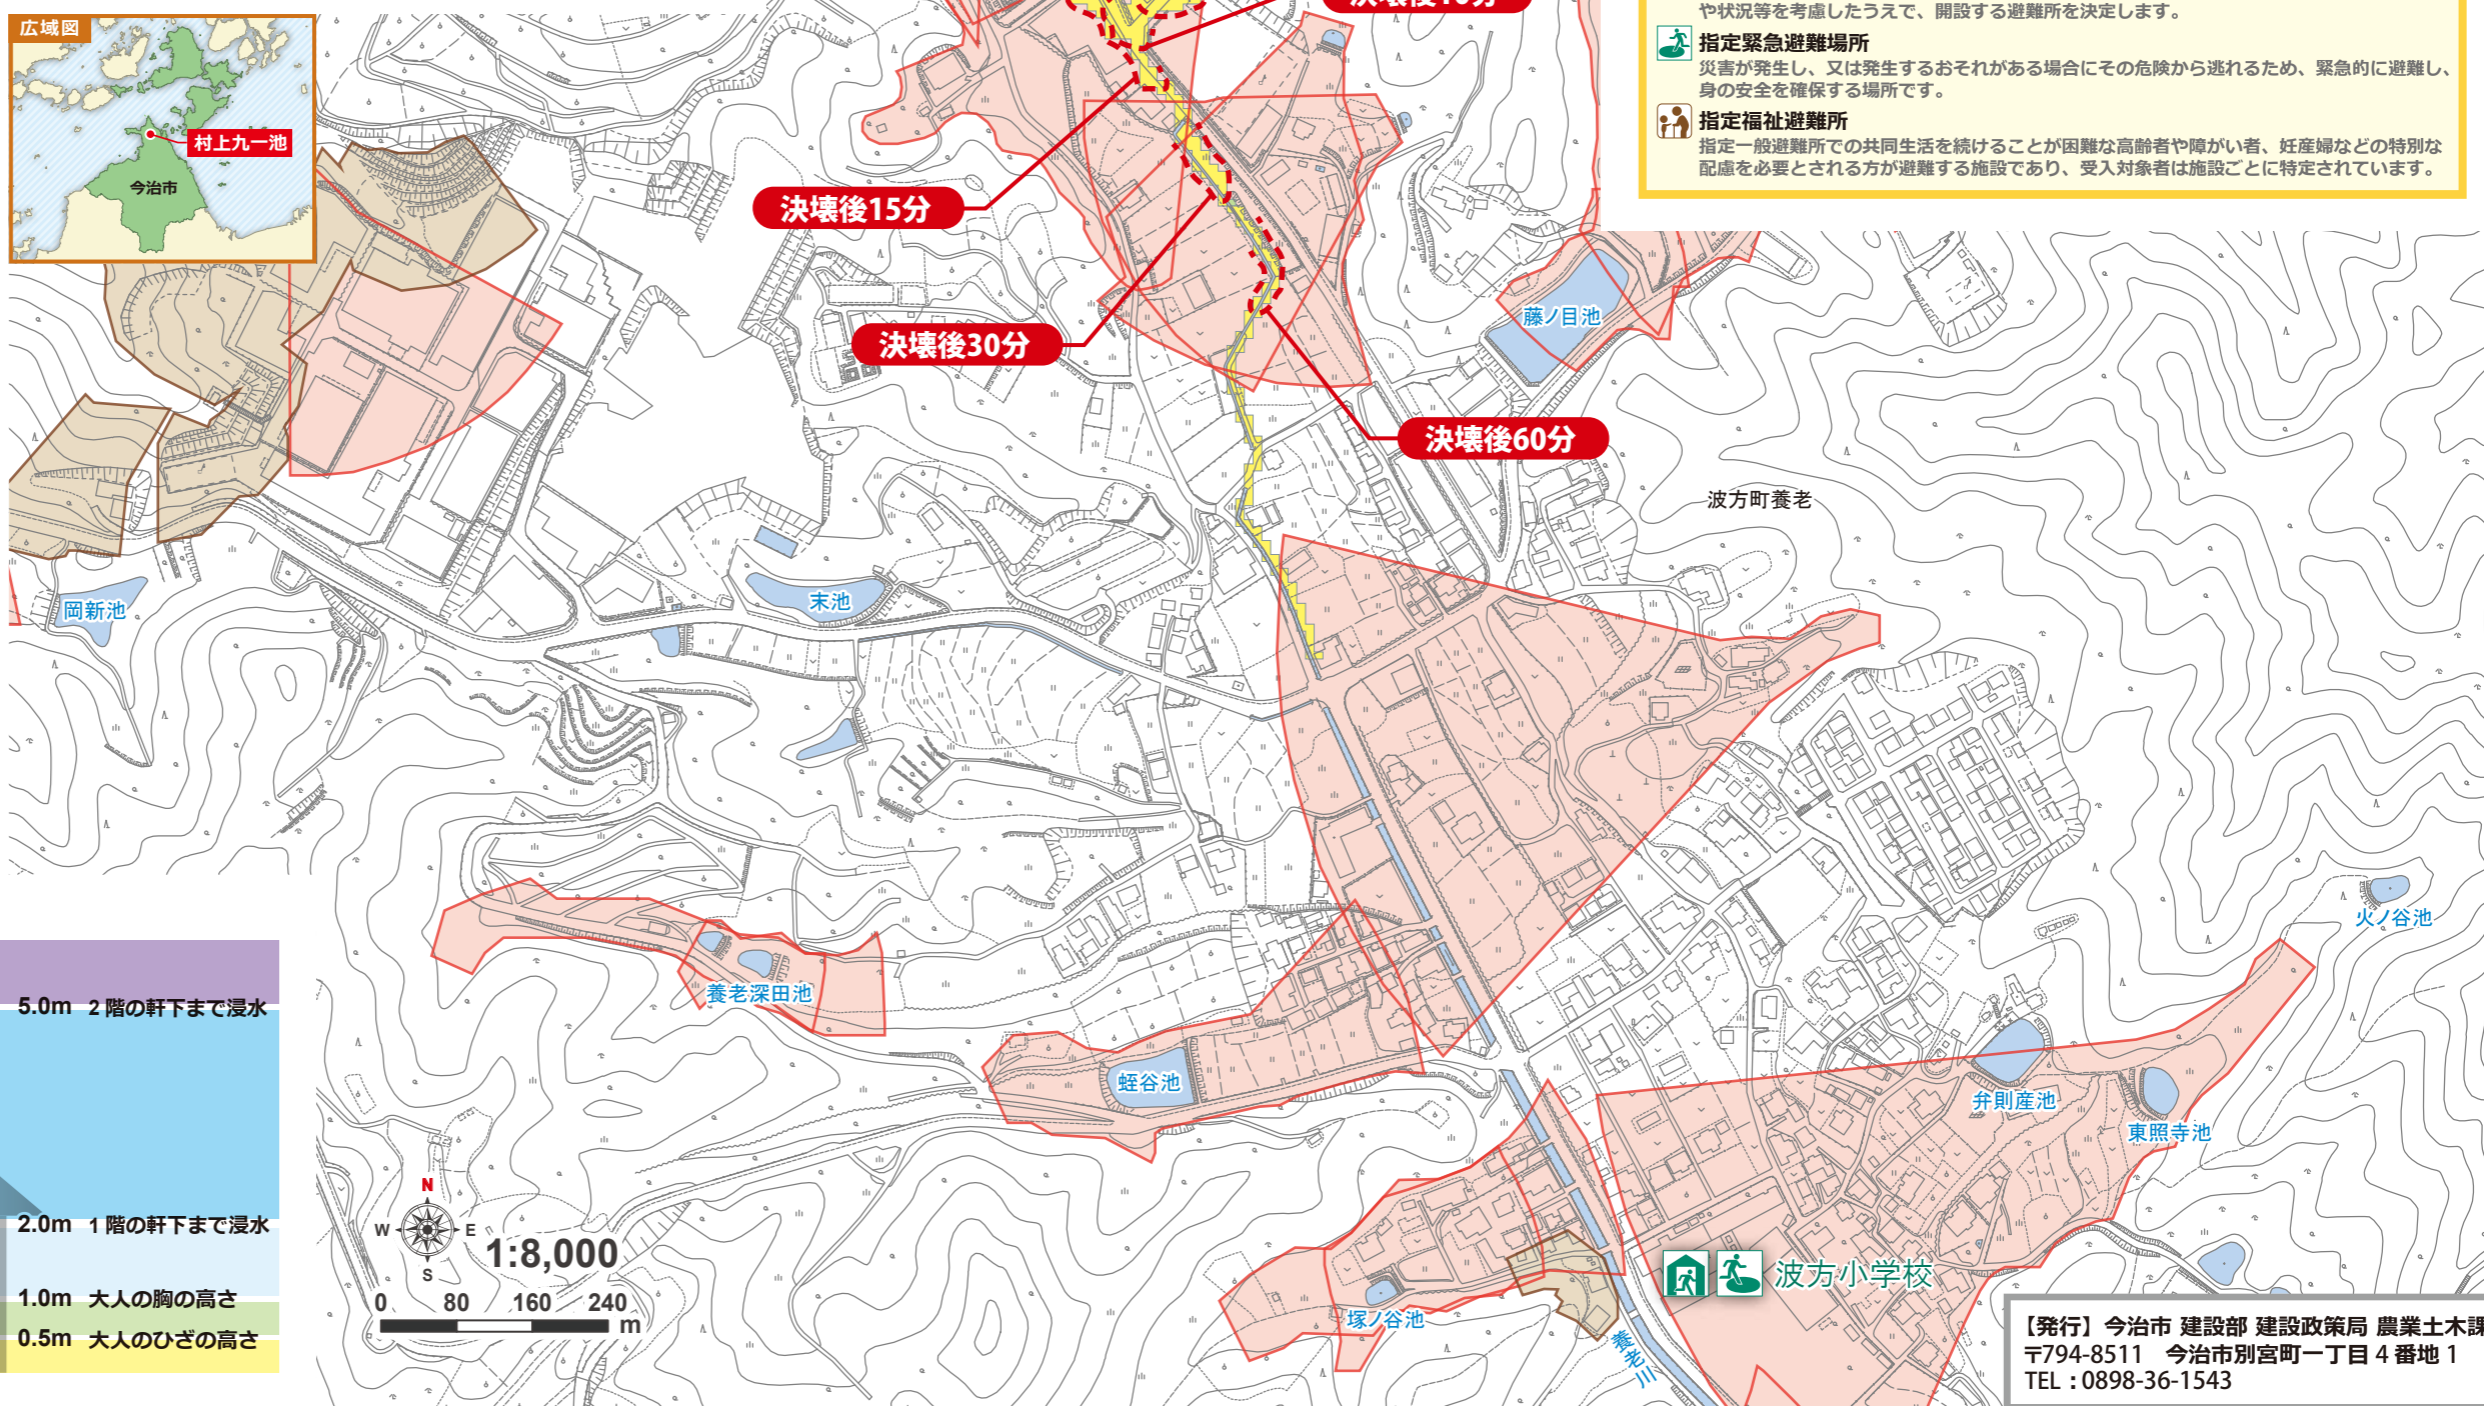 広域図
村上九一池
今治市
や状況等を考慮したうえで、開設する避難所を決定します。
指定緊急避難場所
災害が発生し、又は発生するおそれがある場合にその危険から逃れるため、緊急的に避難し、
身の安全を確保する場所です。
指定福祉避難所
指定一般避難所での共同生活を続けることが困難な高齢者や障がい者、妊産婦などの特別な
配慮を必要とされる方が避難する施設であり、受入対象者は施設ごとに特定されています。
決壊後15分
決壊後30分
藤ノ目池
決壊後60分
波方町養老
岡新池
末池
火ノ谷池
養老深田池
蛭谷池
弁則産池
東照寺池
5.0m 2階の軒下まで浸水
2.0m 1階の軒下まで浸水
1.0m 大人の胸の高さ
0.5m 大人のひざの高さ
N
W E
S
1:8,000
0 80 160 240
m
塚ノ谷池
養老川
波方小学校
【発行】今治市 建設部 建設政策局 農業土木課
〒794-8511 今治市別宮町一丁目4番地1
TEL:0898-36-1543